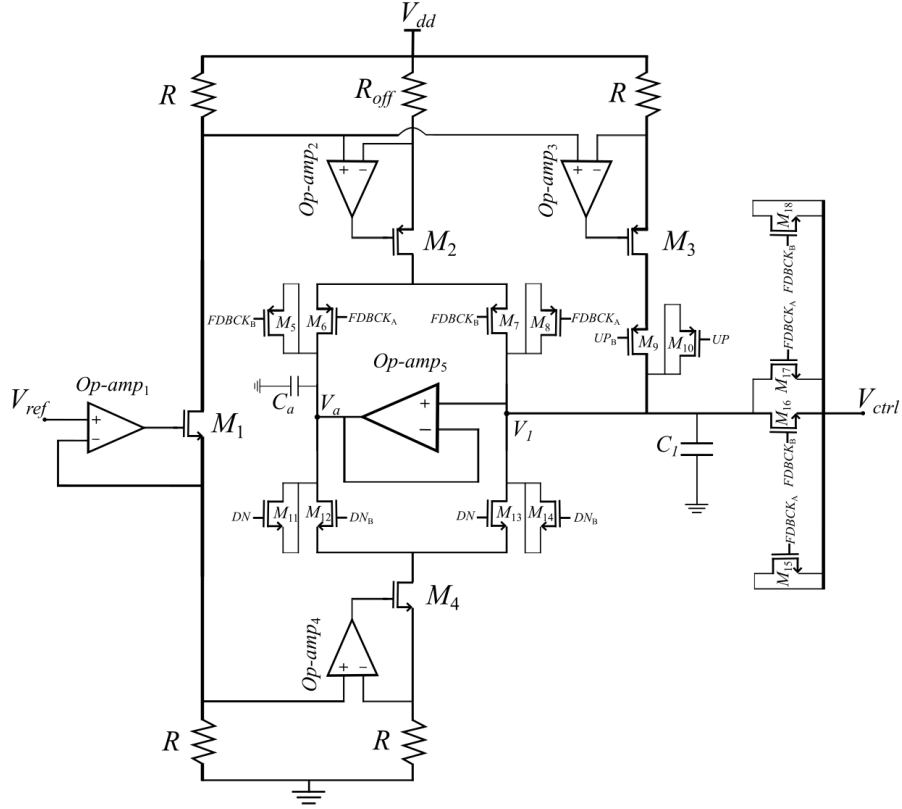 V_dd
R
R_off
R
Op-amp_2
+ −
Op-amp_3
+ −
M_2
M_3
M_18
FDBCK_B
FDBCK_A
FDBCK_B
M_5
M_6
FDBCK_A
FDBCK_B
M_7
M_8
FDBCK_A
UP_B
M_9
M_10
UP
Op-amp_5
Op-amp_1
V_ref
+
−
M_1
C_a
V_a
+
−
V_1
C_1
M_17
M_16
V_ctrl
FDBCK_B
FDBCK_A
DN
M_11
M_12
DN_B
DN
M_13
M_14
DN_B
M_15
M_4
Op-amp_4
+ −
R
R